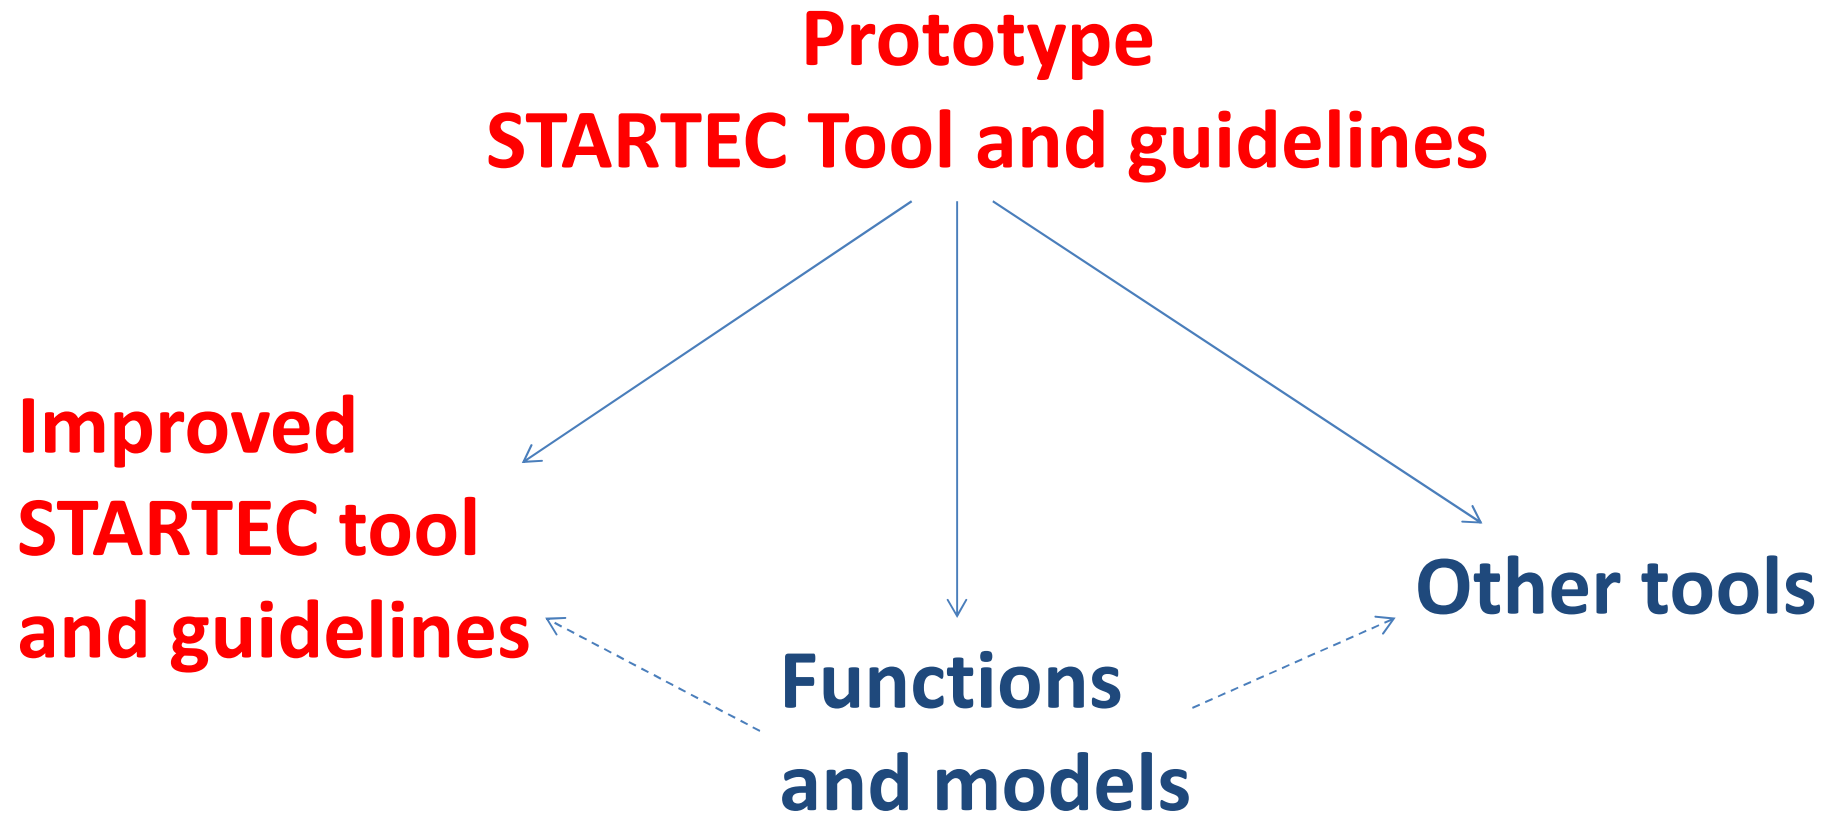 Prototype
STARTEC Tool and guidelines
Improved
STARTEC tool
and guidelines
Other tools
Functions
and models